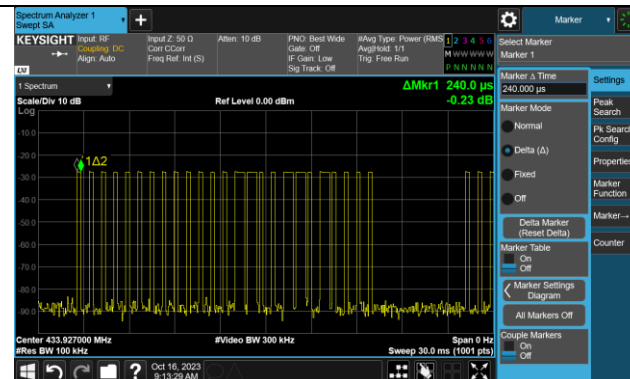 Spectrum Analyzer 1
Swept SA
Marker
KEYSIGHT
Input: RF
Coupling: DC
Align: Auto
Input Z: 50 Ω
Corr CCorr
Freq Ref: Int (S)
Atten: 10 dB
PNO: Best Wide
Gate: Off
IF Gain: Low
Sig Track: Off
#Avg Type: Power (RMS
Avg|Hold: 1/1
Trig: Free Run
1 2 3 4 5 6
M W W W W W
P N N N N N
LXI
Select Marker
Marker 1
1 Spectrum
ΔMkr1 240.0 µs
-0.23 dB
Scale/Div 10 dB
Ref Level 0.00 dBm
Log
-10.0
-20.0
-30.0
-40.0
-50.0
-60.0
-70.0
-80.0
-90.0
1Δ2
Center 433.927000 MHz
#Res BW 100 kHz
#Video BW 300 kHz
Span 0 Hz
Sweep 30.0 ms (1001 pts)
Marker Δ Time
240.000 µs
Marker Mode
Normal
Delta (Δ)
Fixed
Off
Delta Marker
(Reset Delta)
Marker Table
On
Off
Marker Settings
Diagram
All Markers Off
Couple Markers
On
Off
Settings
Peak
Search
Pk Search
Config
Properties
Marker
Function
Marker→
Counter
?
Oct 16, 2023
9:13:29 AM